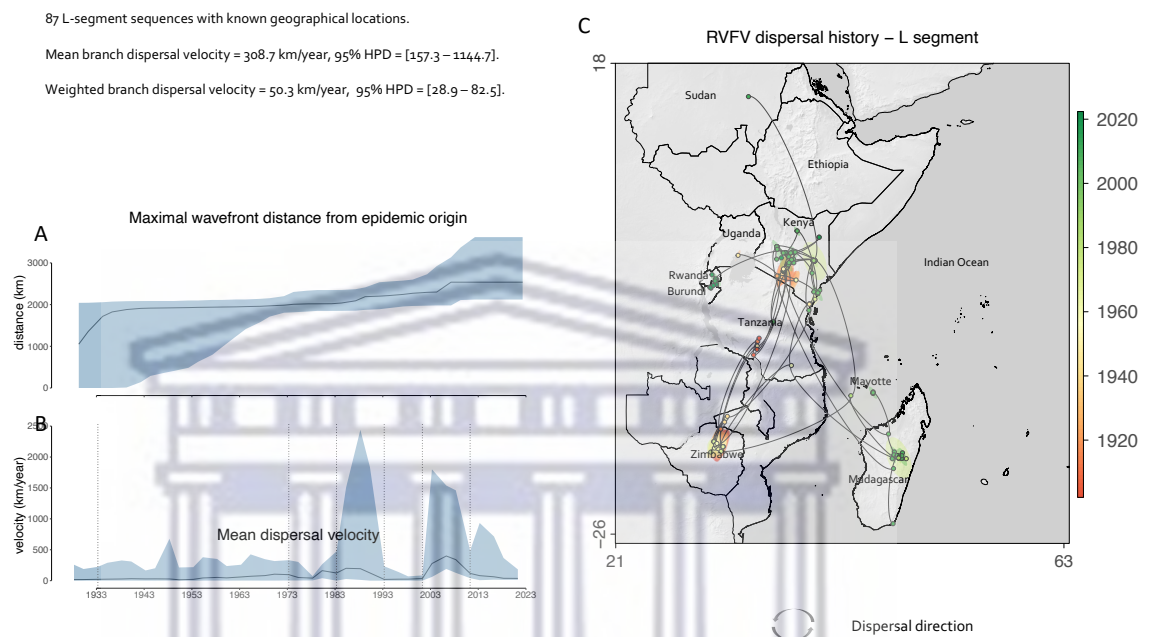 87 L-segment sequences with known geographical locations.
Mean branch dispersal velocity = 308.7 km/year, 95% HPD = [157.3 – 1144.7].
Weighted branch dispersal velocity = 50.3 km/year, 95% HPD = [28.9 – 82.5].
A
Maximal wavefront distance from epidemic origin
distance (km)
3000
2000
1000
0
B
velocity (km/year)
2000
1500
1000
500
0
Mean dispersal velocity
1933
1943
1953
1963
1973
1983
1993
2003
2013
2023
C
RVFV dispersal history – L segment
18
−26
21
63
Sudan
Ethiopia
Kenya
Uganda
Rwanda
Burundi
Indian Ocean
Tanzania
Mayotte
Zimbabwe
Madagascar
2020
2000
1980
1960
1940
1920
Dispersal direction